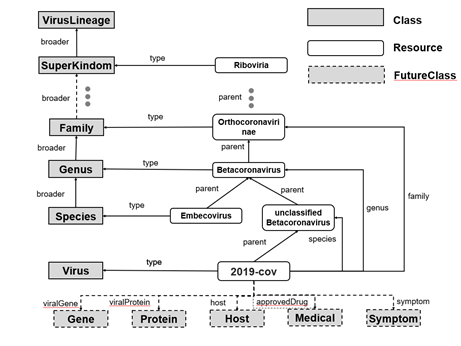 VirusLineage
Class
broader
Resource
SuperKindom
type
Riboviria
FutureClass
broader
parent
Family
type
Orthocoronaviri
nae
broader
parent
family
Genus
type
Betacoronavirus
genus
broader
parent
parent
Species
type
Embecovirus
unclassified
Betacoronavirus
parent
species
Virus
type
2019-cov
viralGene
viralProtein
host
approvedDrug
symptom
Gene
Protein
Host
Medical
Symptom